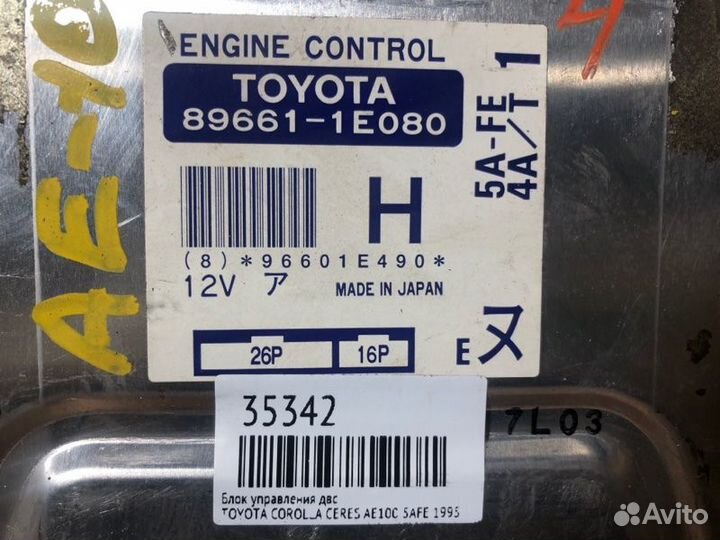 AE-10
4
ENGINE CONTROL
TOYOTA
89661-1E080
5A-FE
4A/T 1
H
(8)*96601E490*
12V ア MADE IN JAPAN
26P 16P
E ヌ
35342
7L03
Блок управления двс
TOYOTA COROLLA CERES AE100 5AFE 1995
Avito